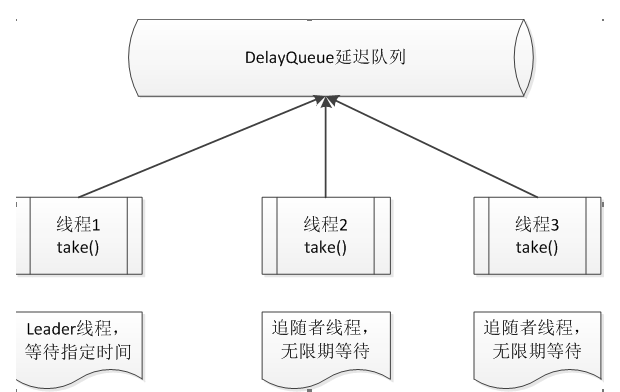 DelayQueue延迟队列
线程1
take()
线程2
take()
线程3
take()
Leader线程，
等待指定时间
追随者线程，
无限期等待
追随者线程，
无限期等待